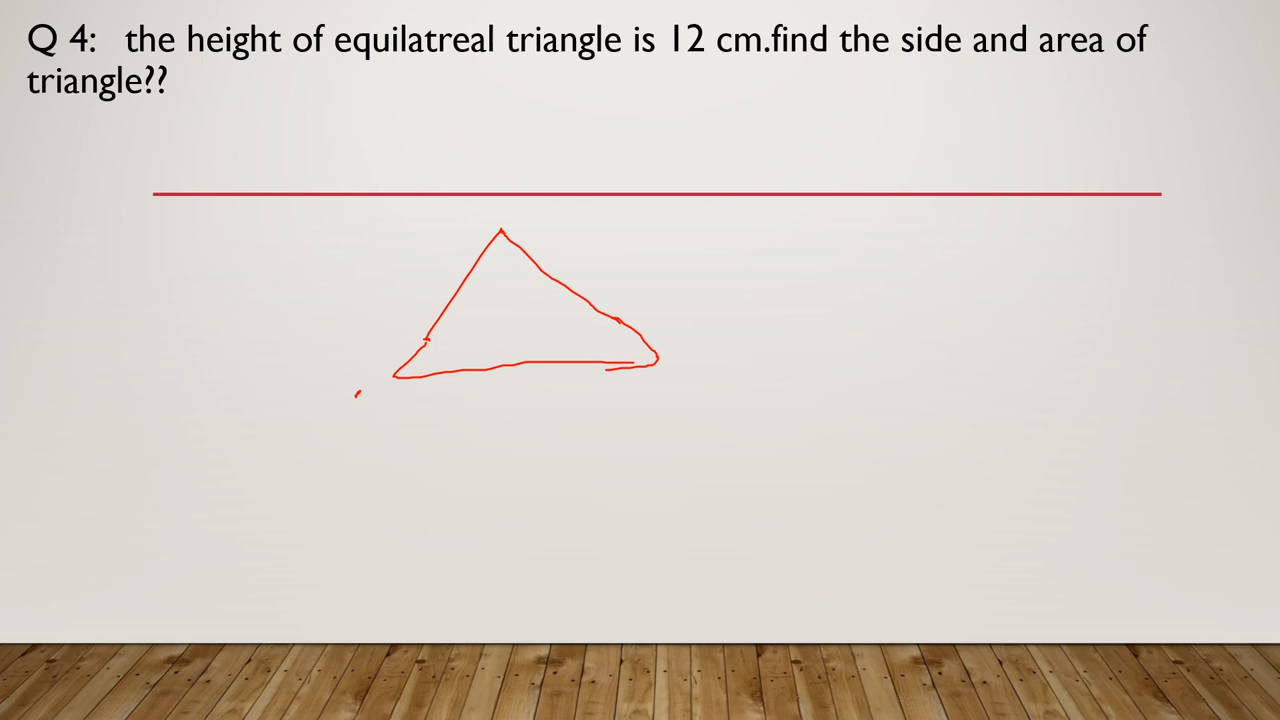 Q 4: the height of equilatreal triangle is 12 cm.find the side and area of
triangle??